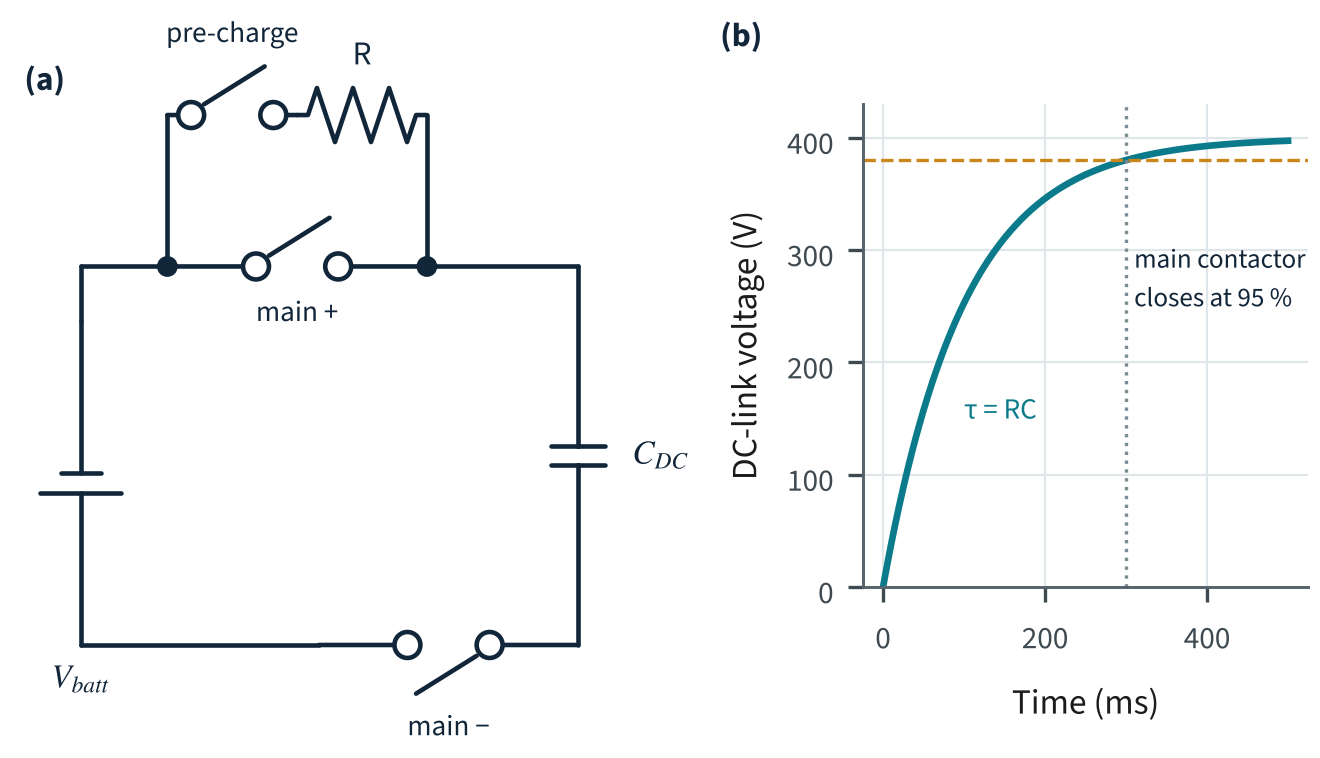 (a)
pre-charge
R
main +
C_DC
V_batt
main −
(b)
DC-link voltage (V)
400
300
200
100
0
main contactor
closes at 95 %
τ = RC
0 200 400
Time (ms)